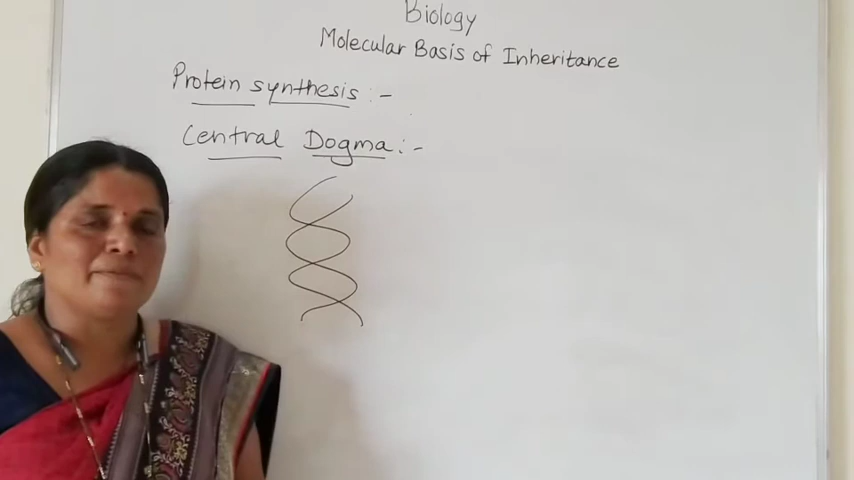 Biology
Molecular Basis of Inheritance
Protein synthesis :-
Central Dogma :-